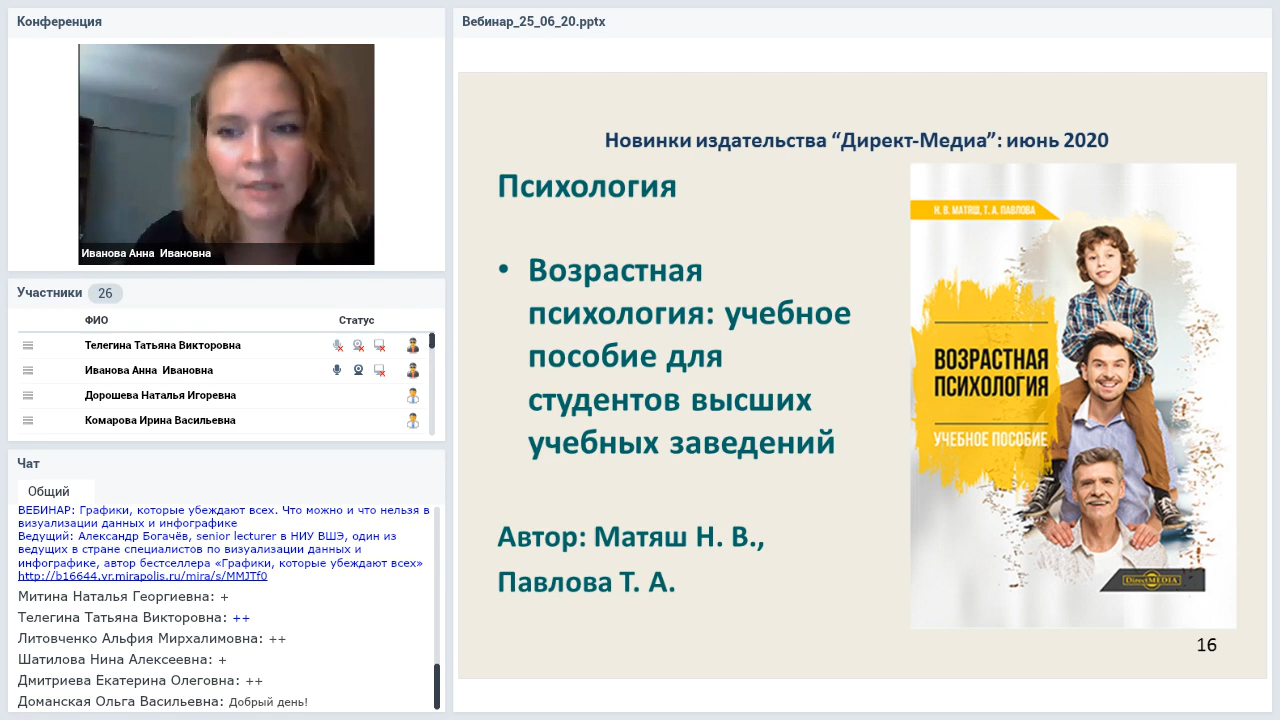 Конференция
Иванова Анна  Ивановна
Участники 26
ФИО Статус
Телегина Татьяна Викторовна
Иванова Анна  Ивановна
Дорошева Наталья Игоревна
Комарова Ирина Васильевна
Чат
Общий
ВЕБИНАР: Графики, которые убеждают всех. Что можно и что нельзя в
визуализации данных и инфографике
Ведущий: Александр Богачёв, senior lecturer в НИУ ВШЭ, один из
ведущих в стране специалистов по визуализации данных и
инфографике, автор бестселлера «Графики, которые убеждают всех»
http://b16644.vr.mirapolis.ru/mira/s/MMJTf0
Митина Наталья Георгиевна: +
Телегина Татьяна Викторовна: ++
Литовченко Альфия Мирхалимовна: ++
Шатилова Нина Алексеевна: +
Дмитриева Екатерина Олеговна: ++
Доманская Ольга Васильевна: Добрый день!
Вебинар_25_06_20.pptx
Новинки издательства “Директ-Медиа”: июнь 2020
Психология
• Возрастная
психология: учебное
пособие для
студентов высших
учебных заведений
Автор: Матяш Н. В.,
Павлова Т. А.
Н. В. МАТЯШ, Т. А. ПАВЛОВА
ВОЗРАСТНАЯ
ПСИХОЛОГИЯ
УЧЕБНОЕ ПОСОБИЕ
DirectMEDIA
16